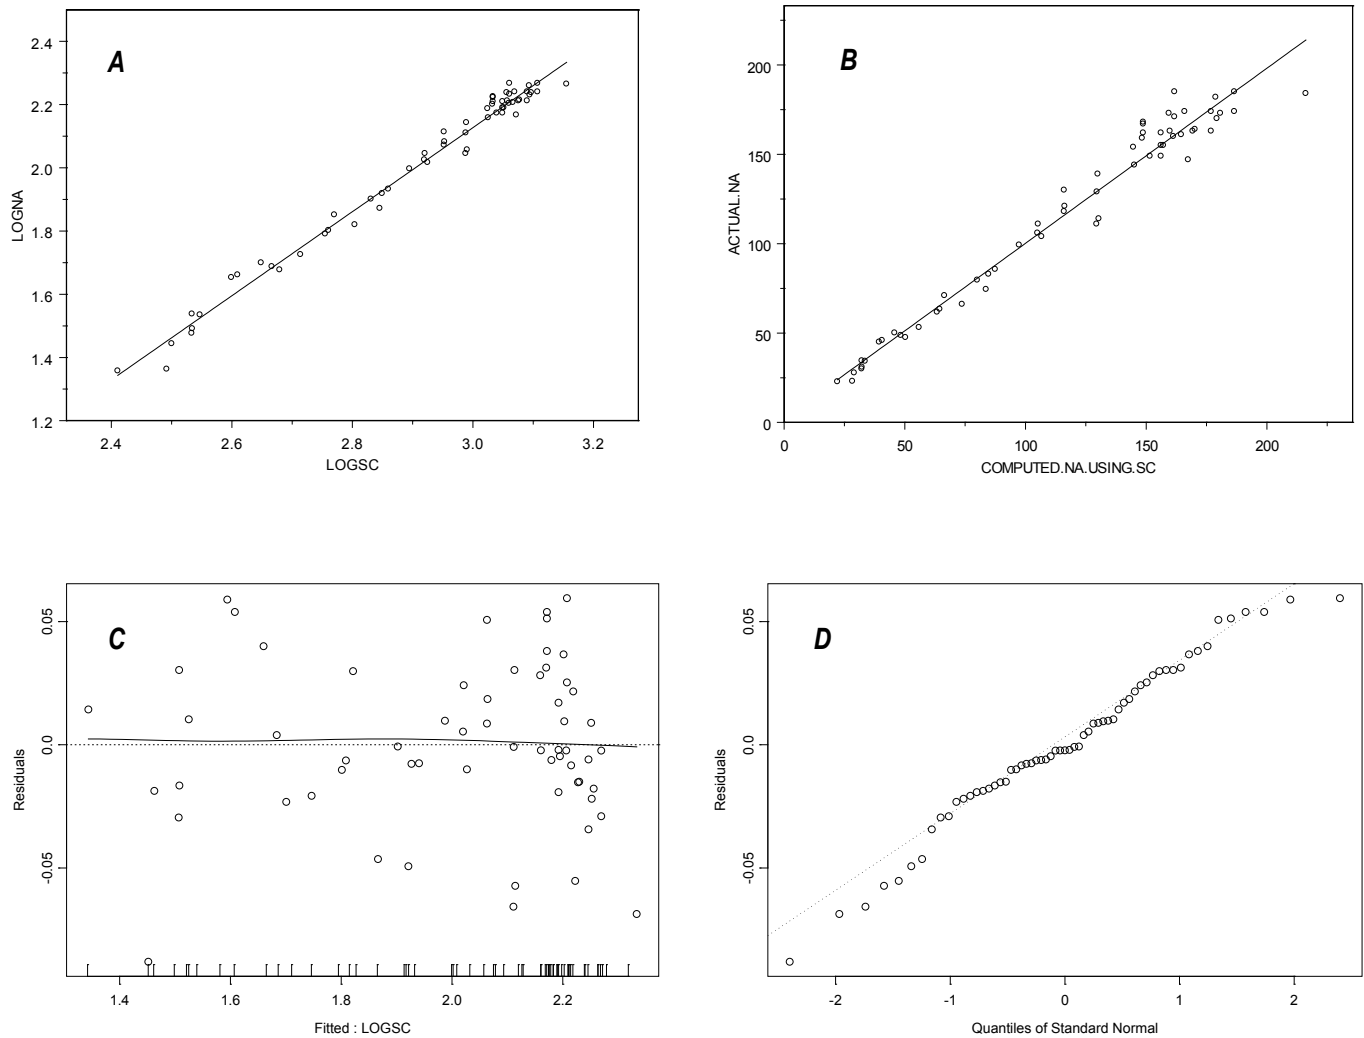 A
2.4
2.2
2.0
1.8
1.6
1.4
1.2
LOGNA
2.4 2.6 2.8 3.0 3.2
LOGSC
B
200
150
100
50
0
ACTUAL.NA
0 50 100 150 200
COMPUTED.NA.USING.SC
C
0.05
0.0
-0.05
Residuals
1.4 1.6 1.8 2.0 2.2
Fitted : LOGSC
D
0.05
0.0
-0.05
Residuals
-2 -1 0 1 2
Quantiles of Standard Normal